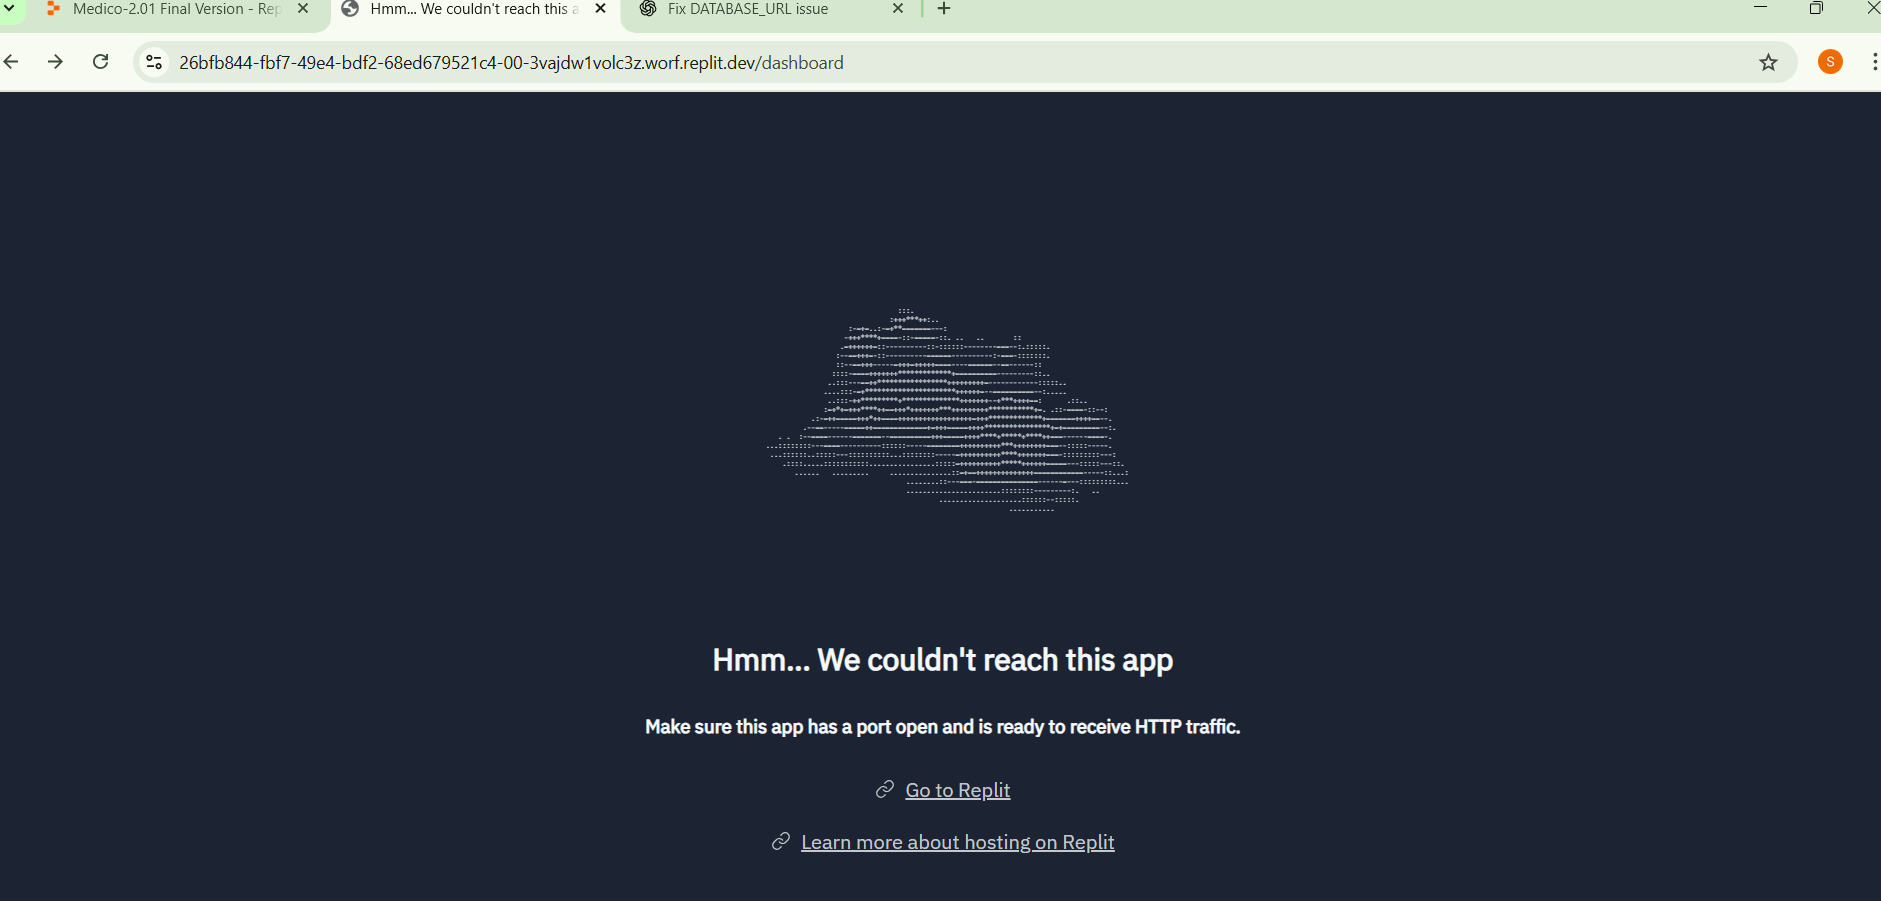 Medico-2.01 Final Version - Rep
Hmm... We couldn't reach this a
Fix DATABASE_URL issue
26bfb844-fbf7-49e4-bdf2-68ed679521c4-00-3vajdw1volc3z.worf.replit.dev/dashboard
S
Hmm... We couldn't reach this app
Make sure this app has a port open and is ready to receive HTTP traffic.
Go to Replit
Learn more about hosting on Replit